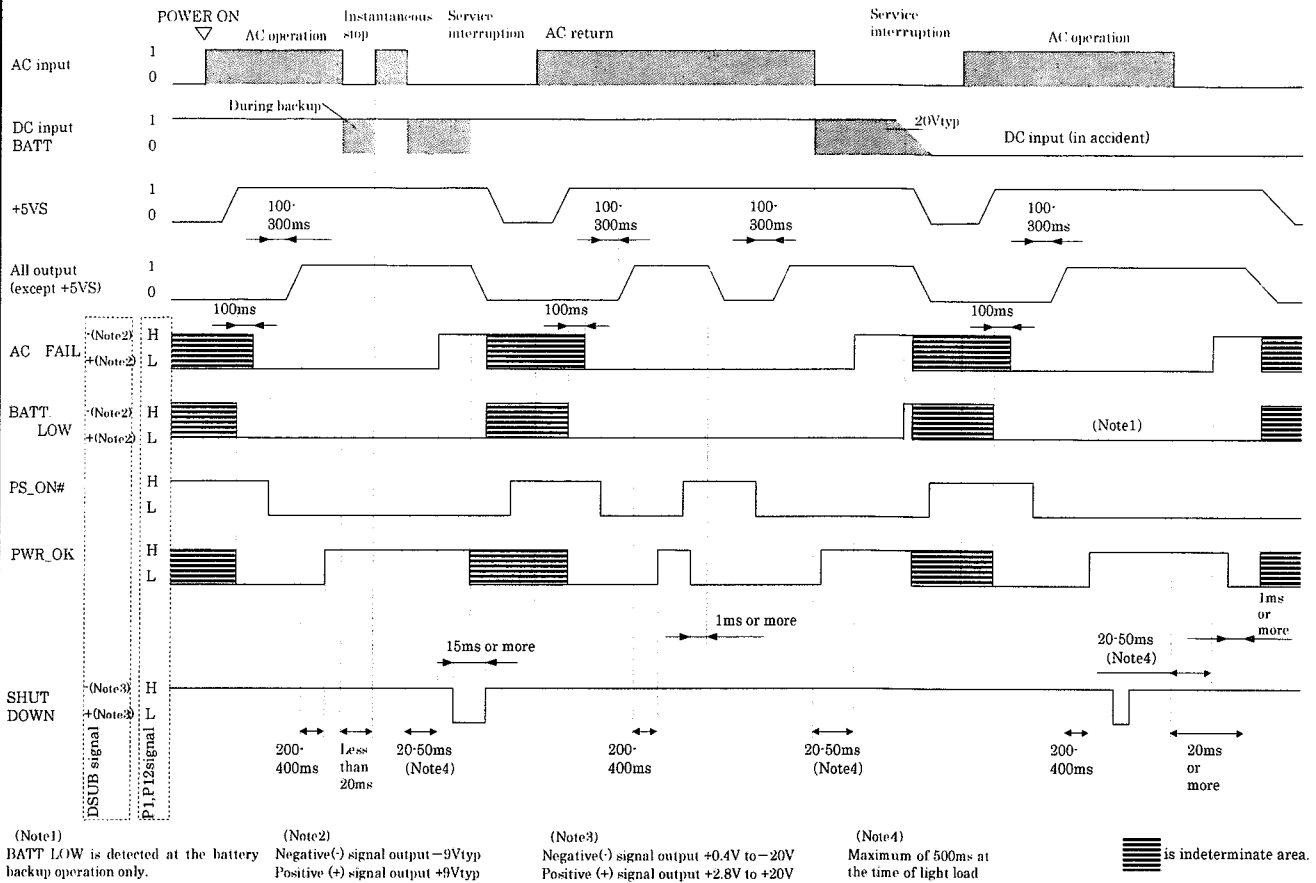 POWER ON
Instantaneous stop
Service interruption
Service interruption
AC operation
AC return
AC operation
AC input
1
0
During backup
DC input
BATT
1
0
20Vtyp
DC input (in accident)
+5VS
1
0
100-
300ms
100-
300ms
100-
300ms
100-
300ms
All output
(except +5VS)
1
0
100ms
100ms
100ms
AC FAIL
-(Note2)
H
+(Note2)
L
BATT.
LOW
-(Note2)
H
+(Note2)
L
(Note1)
PS_ON#
H
L
PWR_OK
H
L
1ms or more
1ms
or
more
15ms or more
20-50ms
(Note4)
SHUT
DOWN
-(Note3)
H
+(Note3)
L
DSUB signal
P1,P12signal
200-
400ms
Less
than
20ms
20-50ms
(Note4)
200-
400ms
20-50ms
(Note4)
200-
400ms
20ms
or
more
(Note1)
BATT LOW is detected at the battery
backup operation only.
(Note2)
Negative(-) signal output -9Vtyp
Positive (+) signal output +9Vtyp
(Note3)
Negative(-) signal output +0.4V to -20V
Positive (+) signal output +2.8V to +20V
(Note4)
Maximum of 500ms at
the time of light load
is indeterminate area.